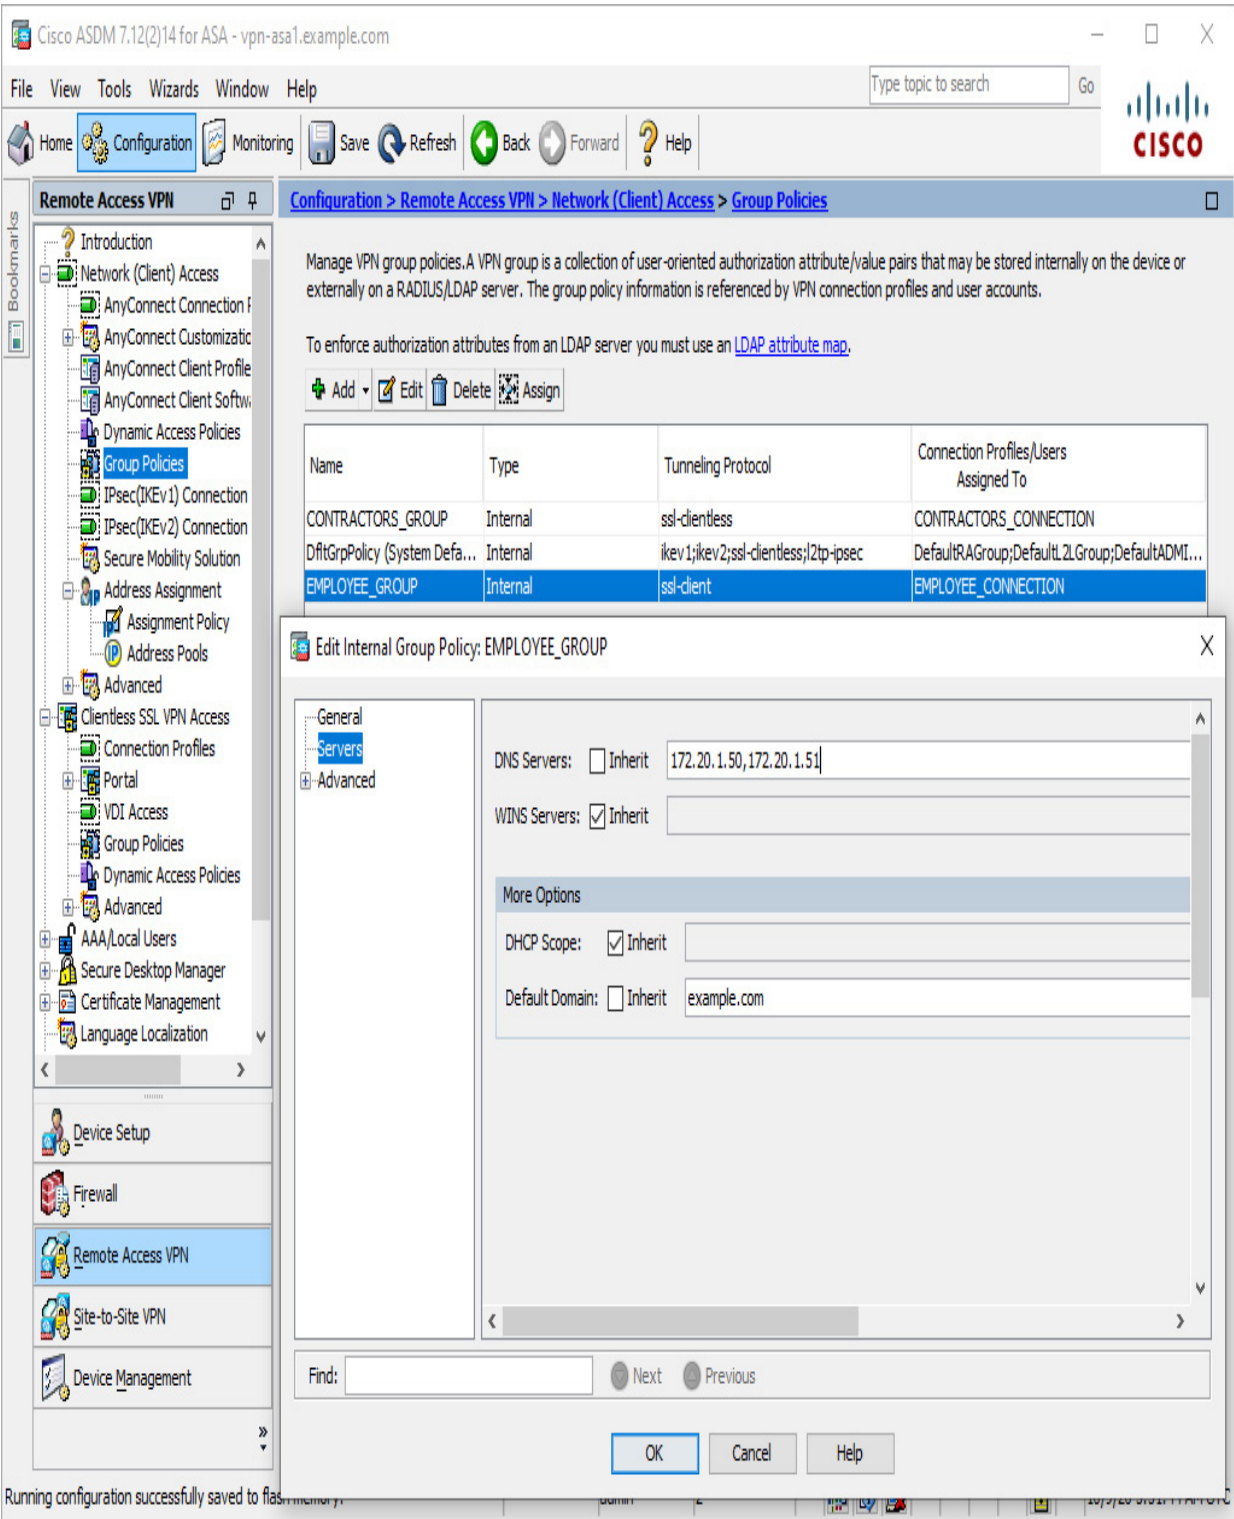 Cisco ASDM 7.12(2)14 for ASA - vpn-asa1.example.com
File View Tools Wizards Window Help
Type topic to search Go
Home Configuration Monitoring Save Refresh Back Forward Help
CISCO
Bookmarks
Remote Access VPN
Introduction
Network (Client) Access
AnyConnect Connection P
AnyConnect Customizatic
AnyConnect Client Profile
AnyConnect Client Softw
Dynamic Access Policies
Group Policies
IPsec(IKEv1) Connection
IPsec(IKEv2) Connection
Secure Mobility Solution
Address Assignment
Assignment Policy
Address Pools
Advanced
Clientless SSL VPN Access
Connection Profiles
Portal
VDI Access
Group Policies
Dynamic Access Policies
Advanced
AAA/Local Users
Secure Desktop Manager
Certificate Management
Language Localization
Device Setup
Firewall
Remote Access VPN
Site-to-Site VPN
Device Management
Configuration > Remote Access VPN > Network (Client) Access > Group Policies
Manage VPN group policies.A VPN group is a collection of user-oriented authorization attribute/value pairs that may be stored internally on the device or
externally on a RADIUS/LDAP server. The group policy information is referenced by VPN connection profiles and user accounts.
To enforce authorization attributes from an LDAP server you must use an LDAP attribute map.
Add Edit Delete Assign
Name Type Tunneling Protocol Connection Profiles/Users Assigned To
CONTRACTORS_GROUP Internal ssl-clientless CONTRACTORS_CONNECTION
DfltGrpPolicy (System Defa... Internal ikev1;ikev2;ssl-clientless;l2tp-ipsec DefaultRAGroup;DefaultL2LGroup;DefaultADMI...
EMPLOYEE_GROUP Internal ssl-client EMPLOYEE_CONNECTION
Edit Internal Group Policy: EMPLOYEE_GROUP
General
Servers
Advanced
DNS Servers: Inherit 172.20.1.50,172.20.1.51
WINS Servers: Inherit
More Options
DHCP Scope: Inherit
Default Domain: Inherit example.com
Find: Next Previous
OK Cancel Help
Running configuration successfully saved to flash memory.